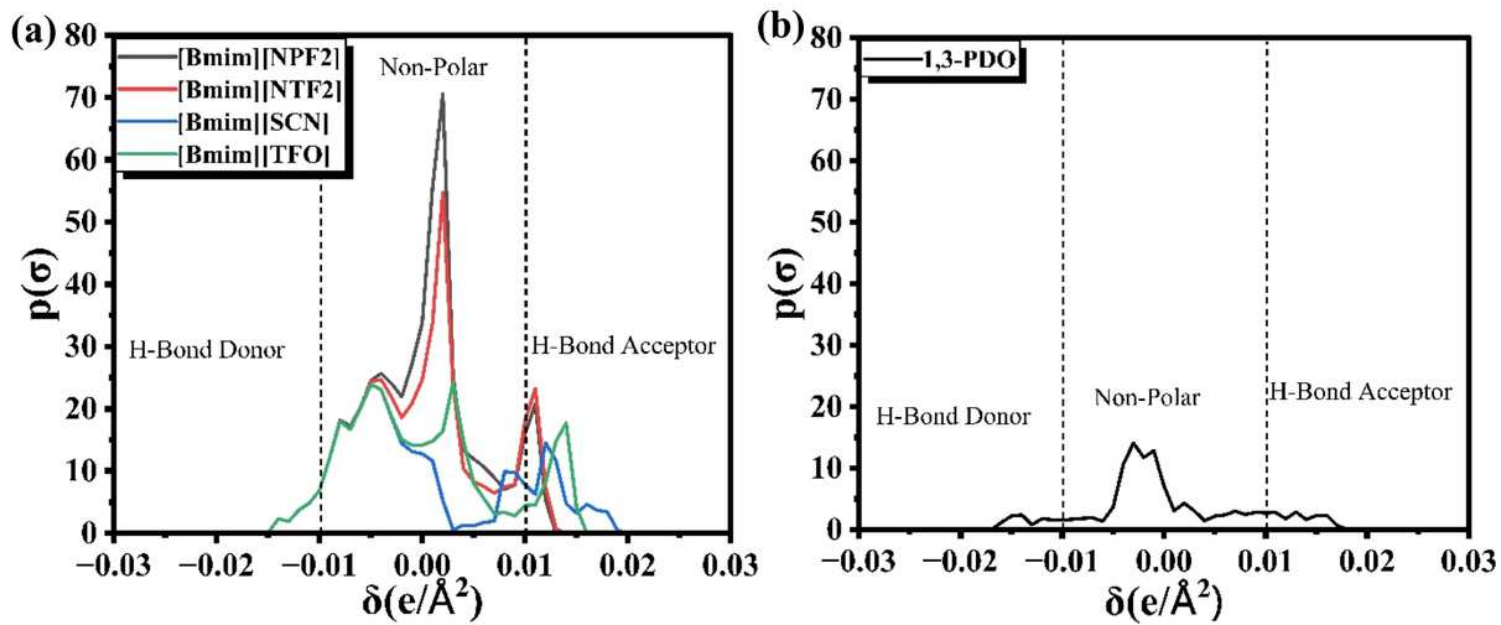 (a)
80
70
60
50
40
30
20
10
0
p(σ)
[Bmim][NPF2]
[Bmim][NTF2]
[Bmim][SCN]
[Bmim][TFO]
Non-Polar
H-Bond Donor
H-Bond Acceptor
−0.03 −0.02 −0.01 0.00 0.01 0.02 0.03
δ(e/Å²)
(b)
80
70
60
50
40
30
20
10
0
p(σ)
1,3-PDO
H-Bond Donor
Non-Polar
H-Bond Acceptor
−0.03 −0.02 −0.01 0.00 0.01 0.02 0.03
δ(e/Å²)